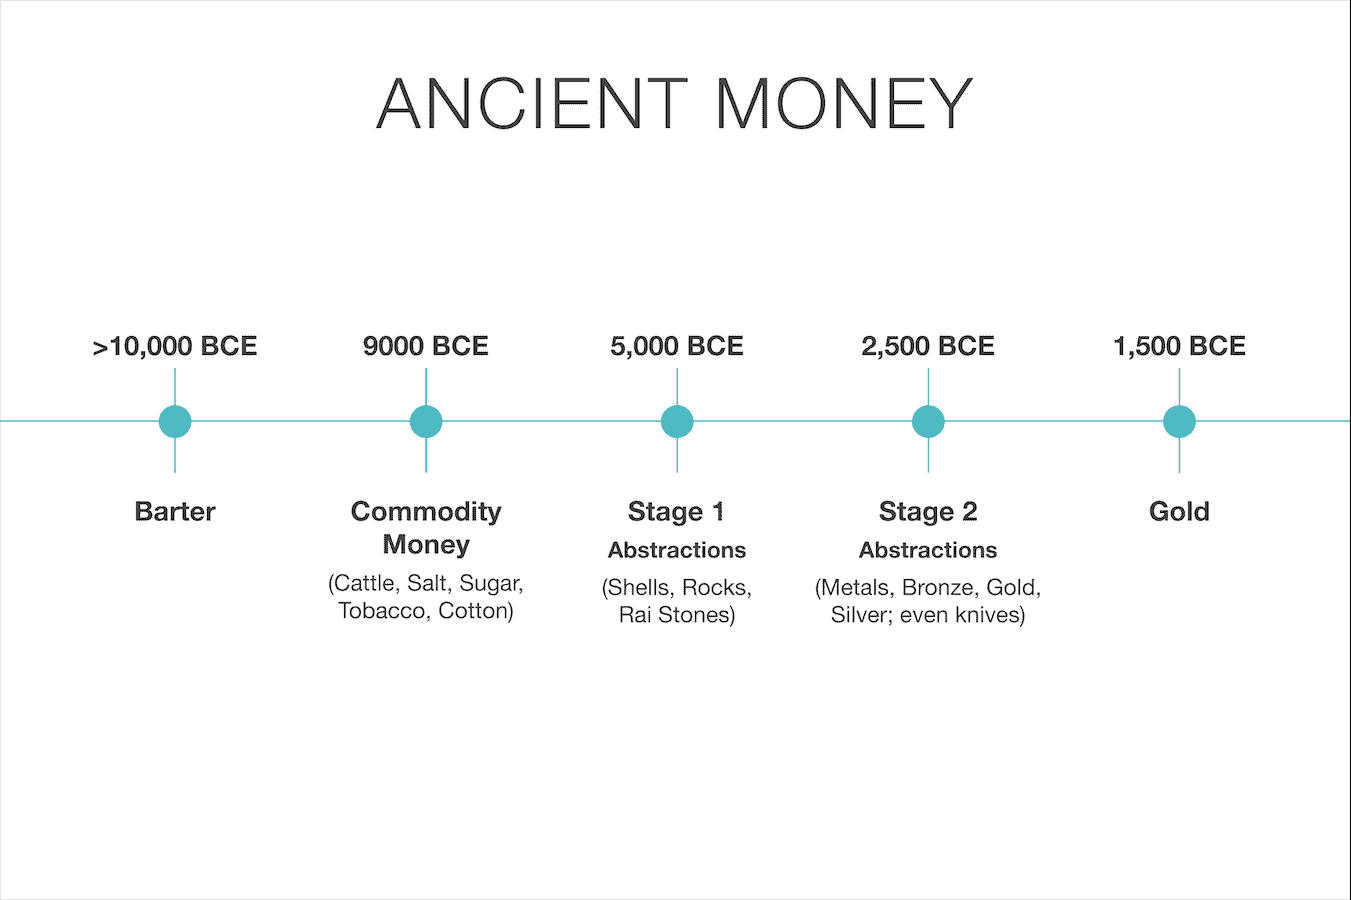 ANCIENT MONEY
>10,000 BCE
9000 BCE
5,000 BCE
2,500 BCE
1,500 BCE
Barter
Commodity
Money
(Cattle, Salt, Sugar,
Tobacco, Cotton)
Stage 1
Abstractions
(Shells, Rocks,
Rai Stones)
Stage 2
Abstractions
(Metals, Bronze, Gold,
Silver; even knives)
Gold